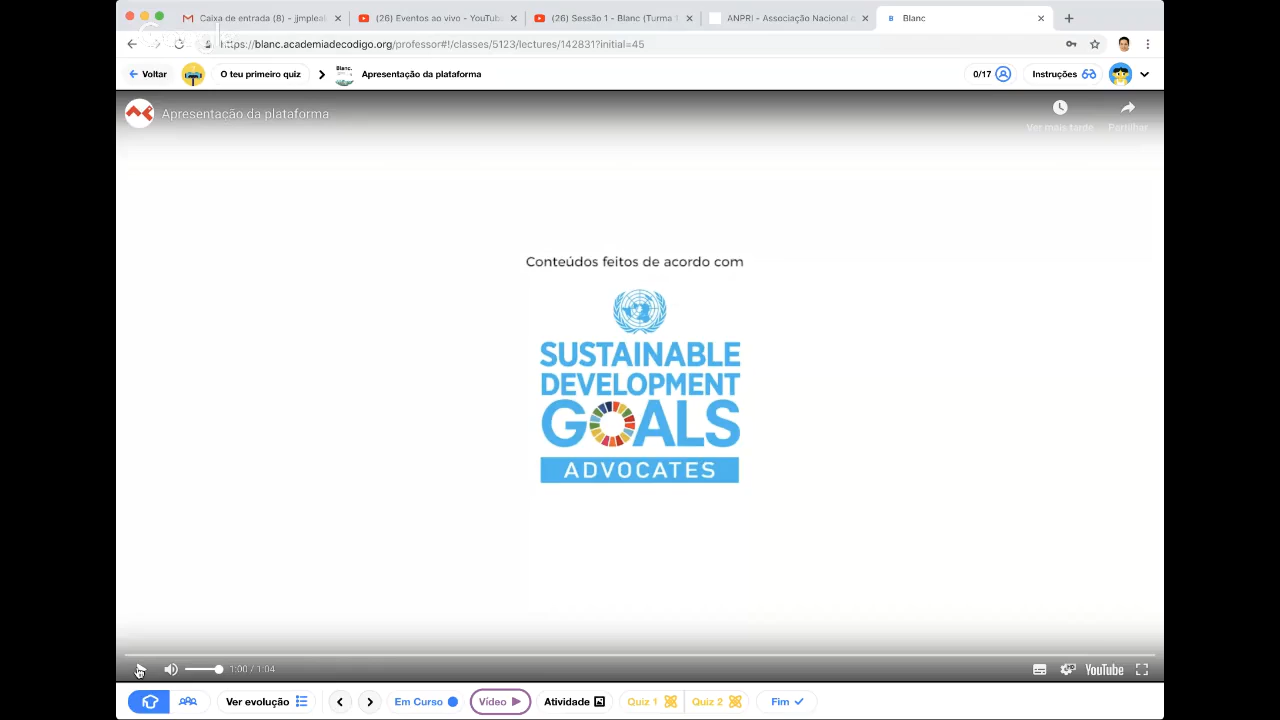 Caixa de entrada (8) - jjmpleal
(26) Eventos ao vivo - YouTube
(26) Sessão 1 - Blanc (Turma 1
ANPRI - Associação Nacional d
B Blanc
https://blanc.academiadecodigo.org/professor#!/classes/5123/lectures/142831?initial=45
Voltar
O teu primeiro quiz
Blanc.
Apresentação da plataforma
0/17
Instruções
Apresentação da plataforma
Ver mais tarde
Partilhar
Conteúdos feitos de acordo com
SUSTAINABLE
DEVELOPMENT
GOALS
ADVOCATES
1:00 / 1:04
YouTube
Ver evolução
Em Curso
Vídeo
Atividade
Quiz 1
Quiz 2
Fim